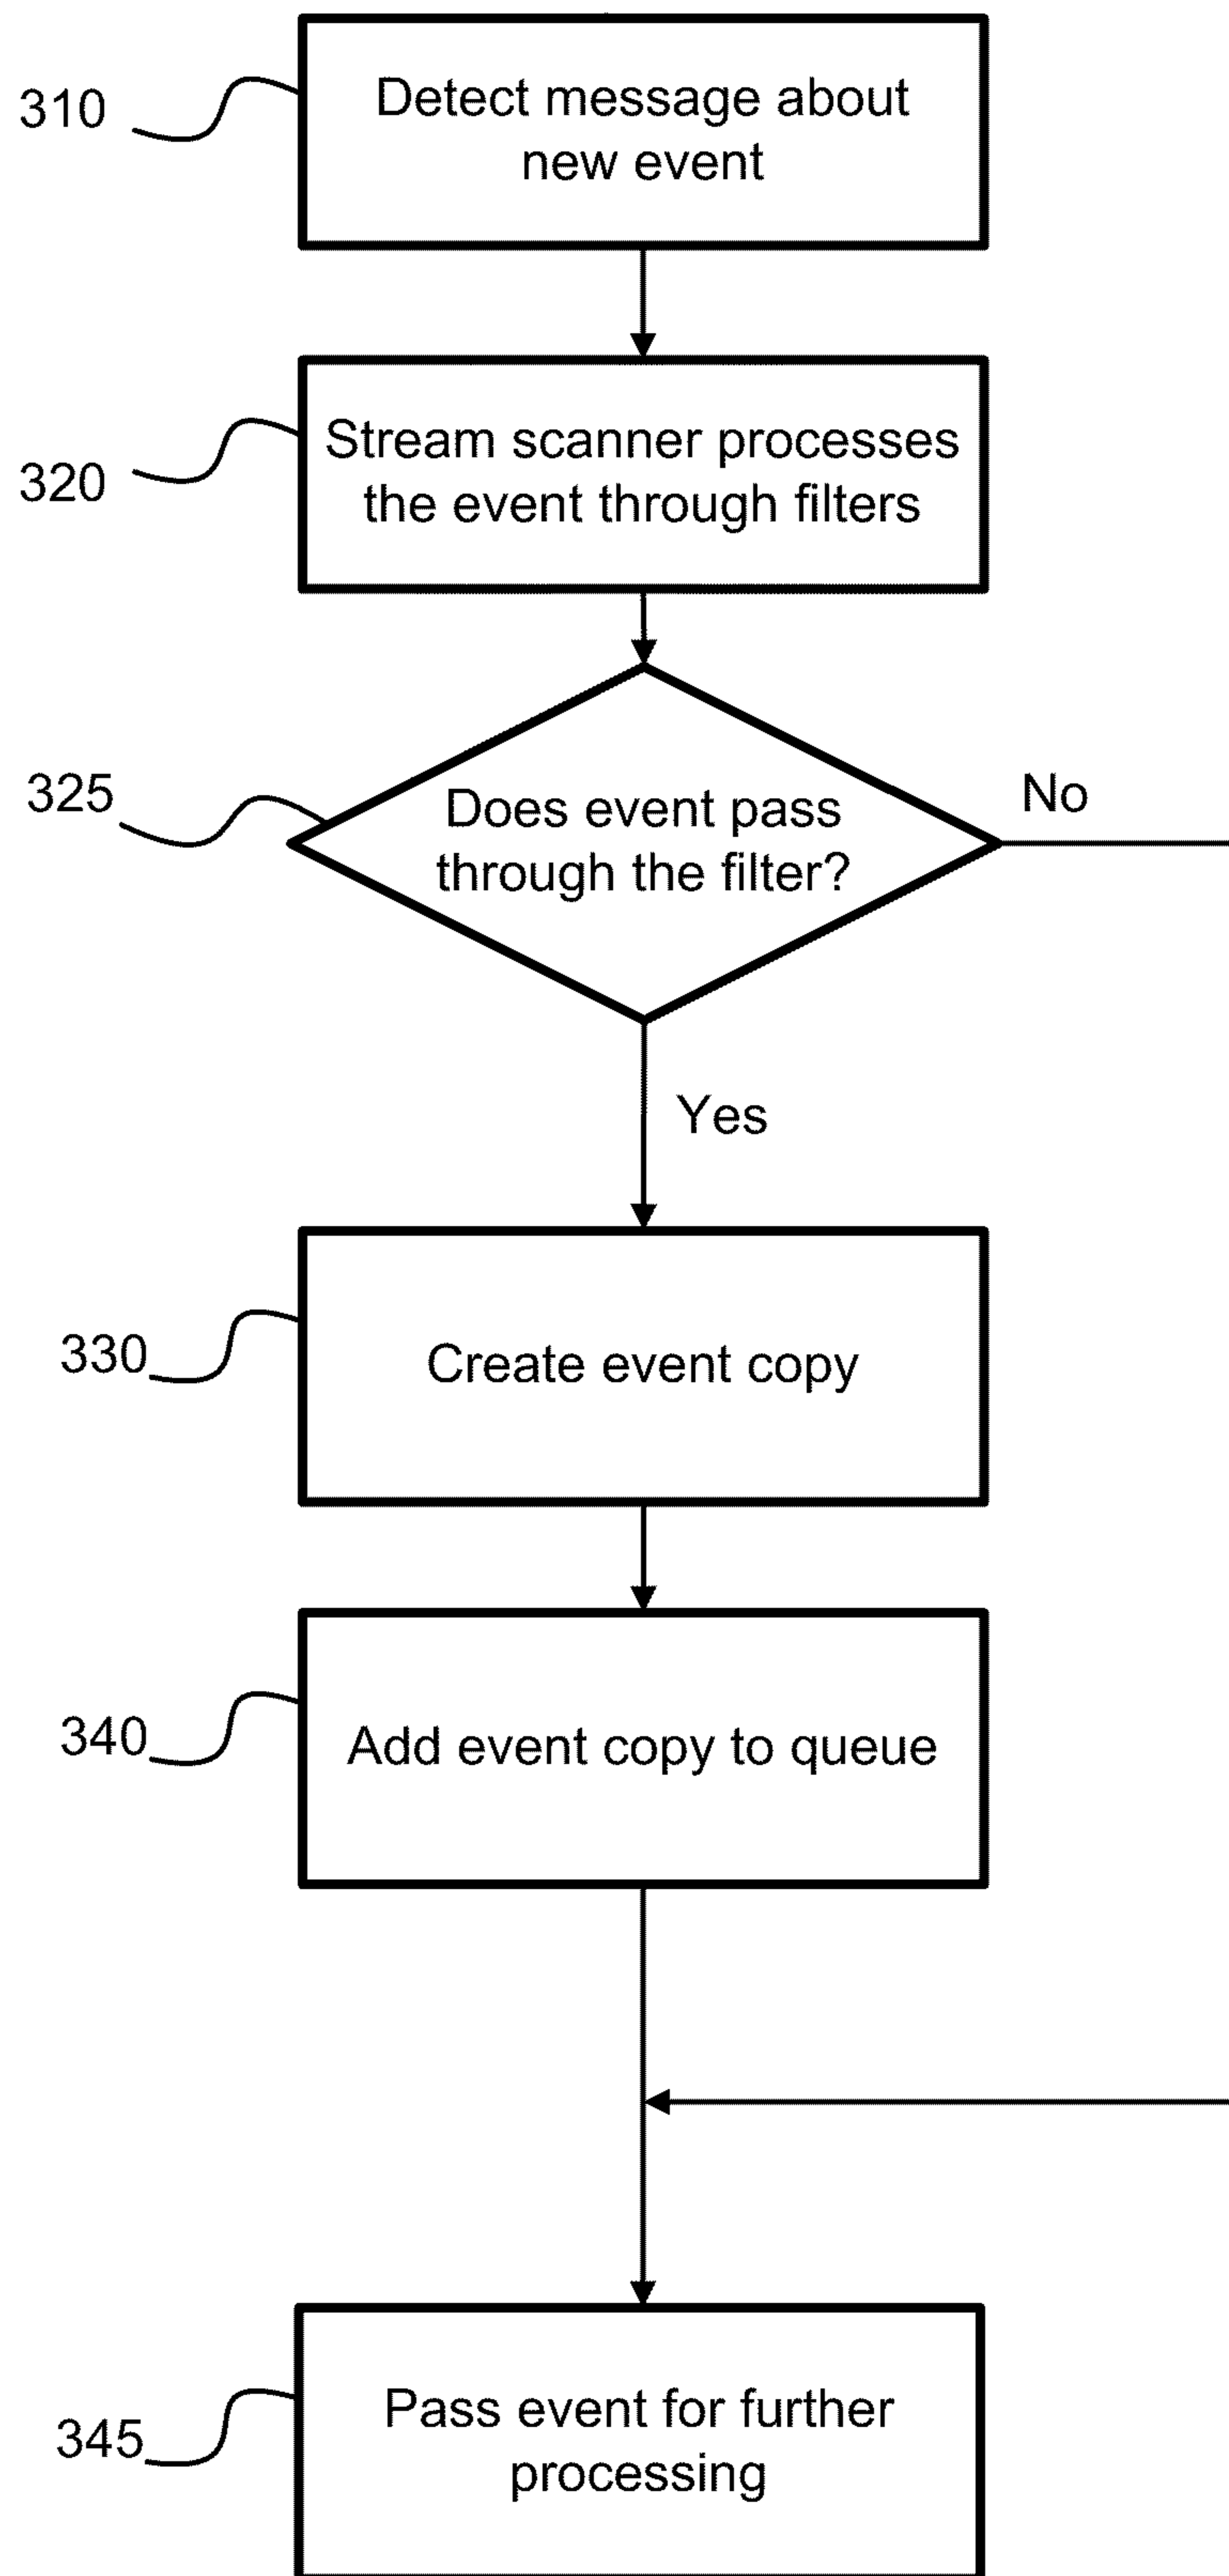 310
Detect message about
new event
320
Stream scanner processes
the event through filters
325
Does event pass
through the filter?
No
Yes
330
Create event copy
340
Add event copy to queue
345
Pass event for further
processing